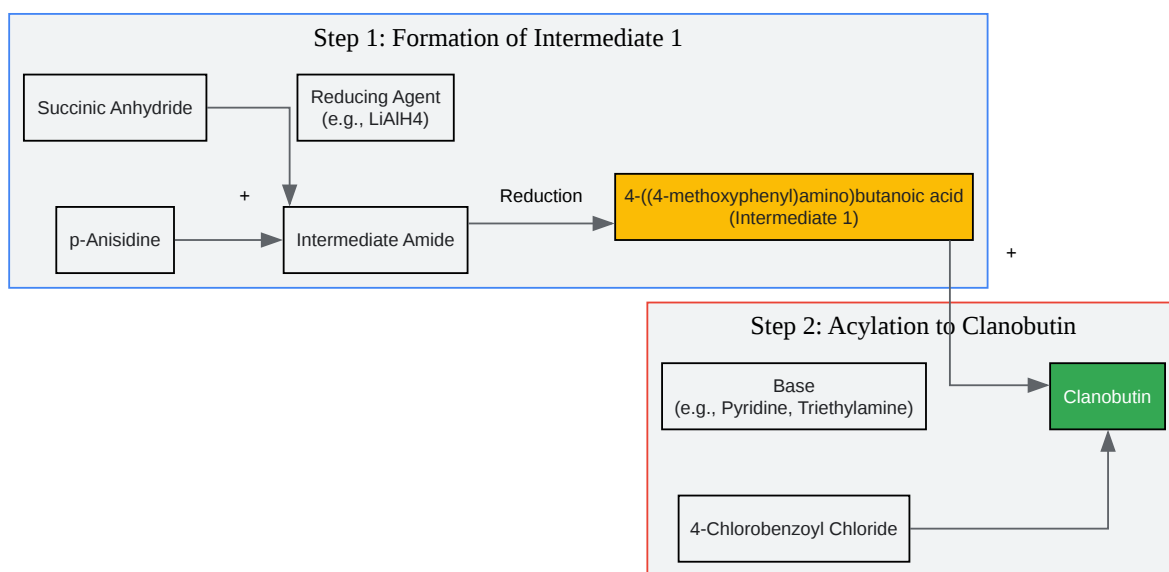 Step 1: Formation of Intermediate 1
Succinic Anhydride
Reducing Agent
(e.g., LiAlH4)
+
p-Anisidine
Intermediate Amide
Reduction
4-((4-methoxyphenyl)amino)butanoic acid
(Intermediate 1)
+
Step 2: Acylation to Clanobutin
Base
(e.g., Pyridine, Triethylamine)
Clanobutin
4-Chlorobenzoyl Chloride